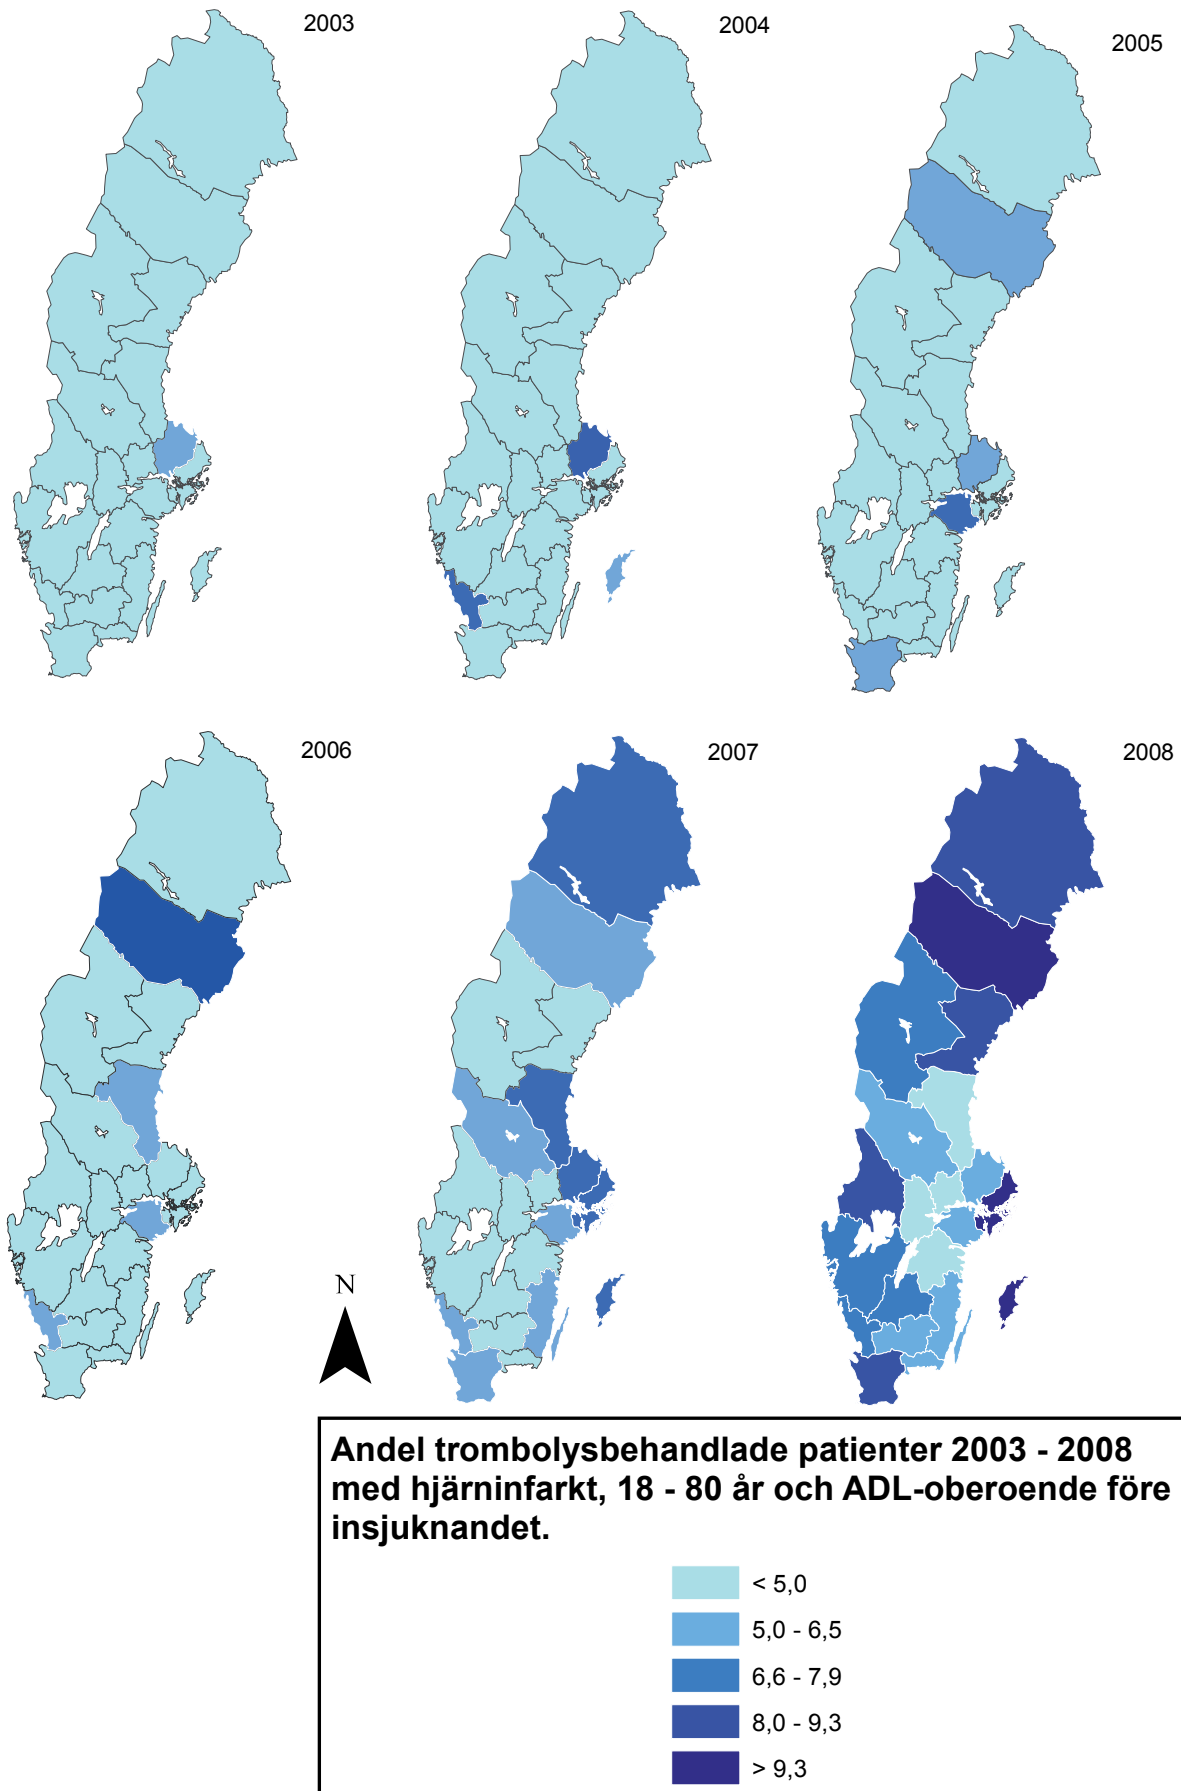 2003
2004
2005
2006
2007
2008
N
Andel trombolysbehandlade patienter 2003 - 2008
med hjärninfarkt, 18 - 80 år och ADL-oberoende före
insjuknandet.
< 5,0
5,0 - 6,5
6,6 - 7,9
8,0 - 9,3
> 9,3